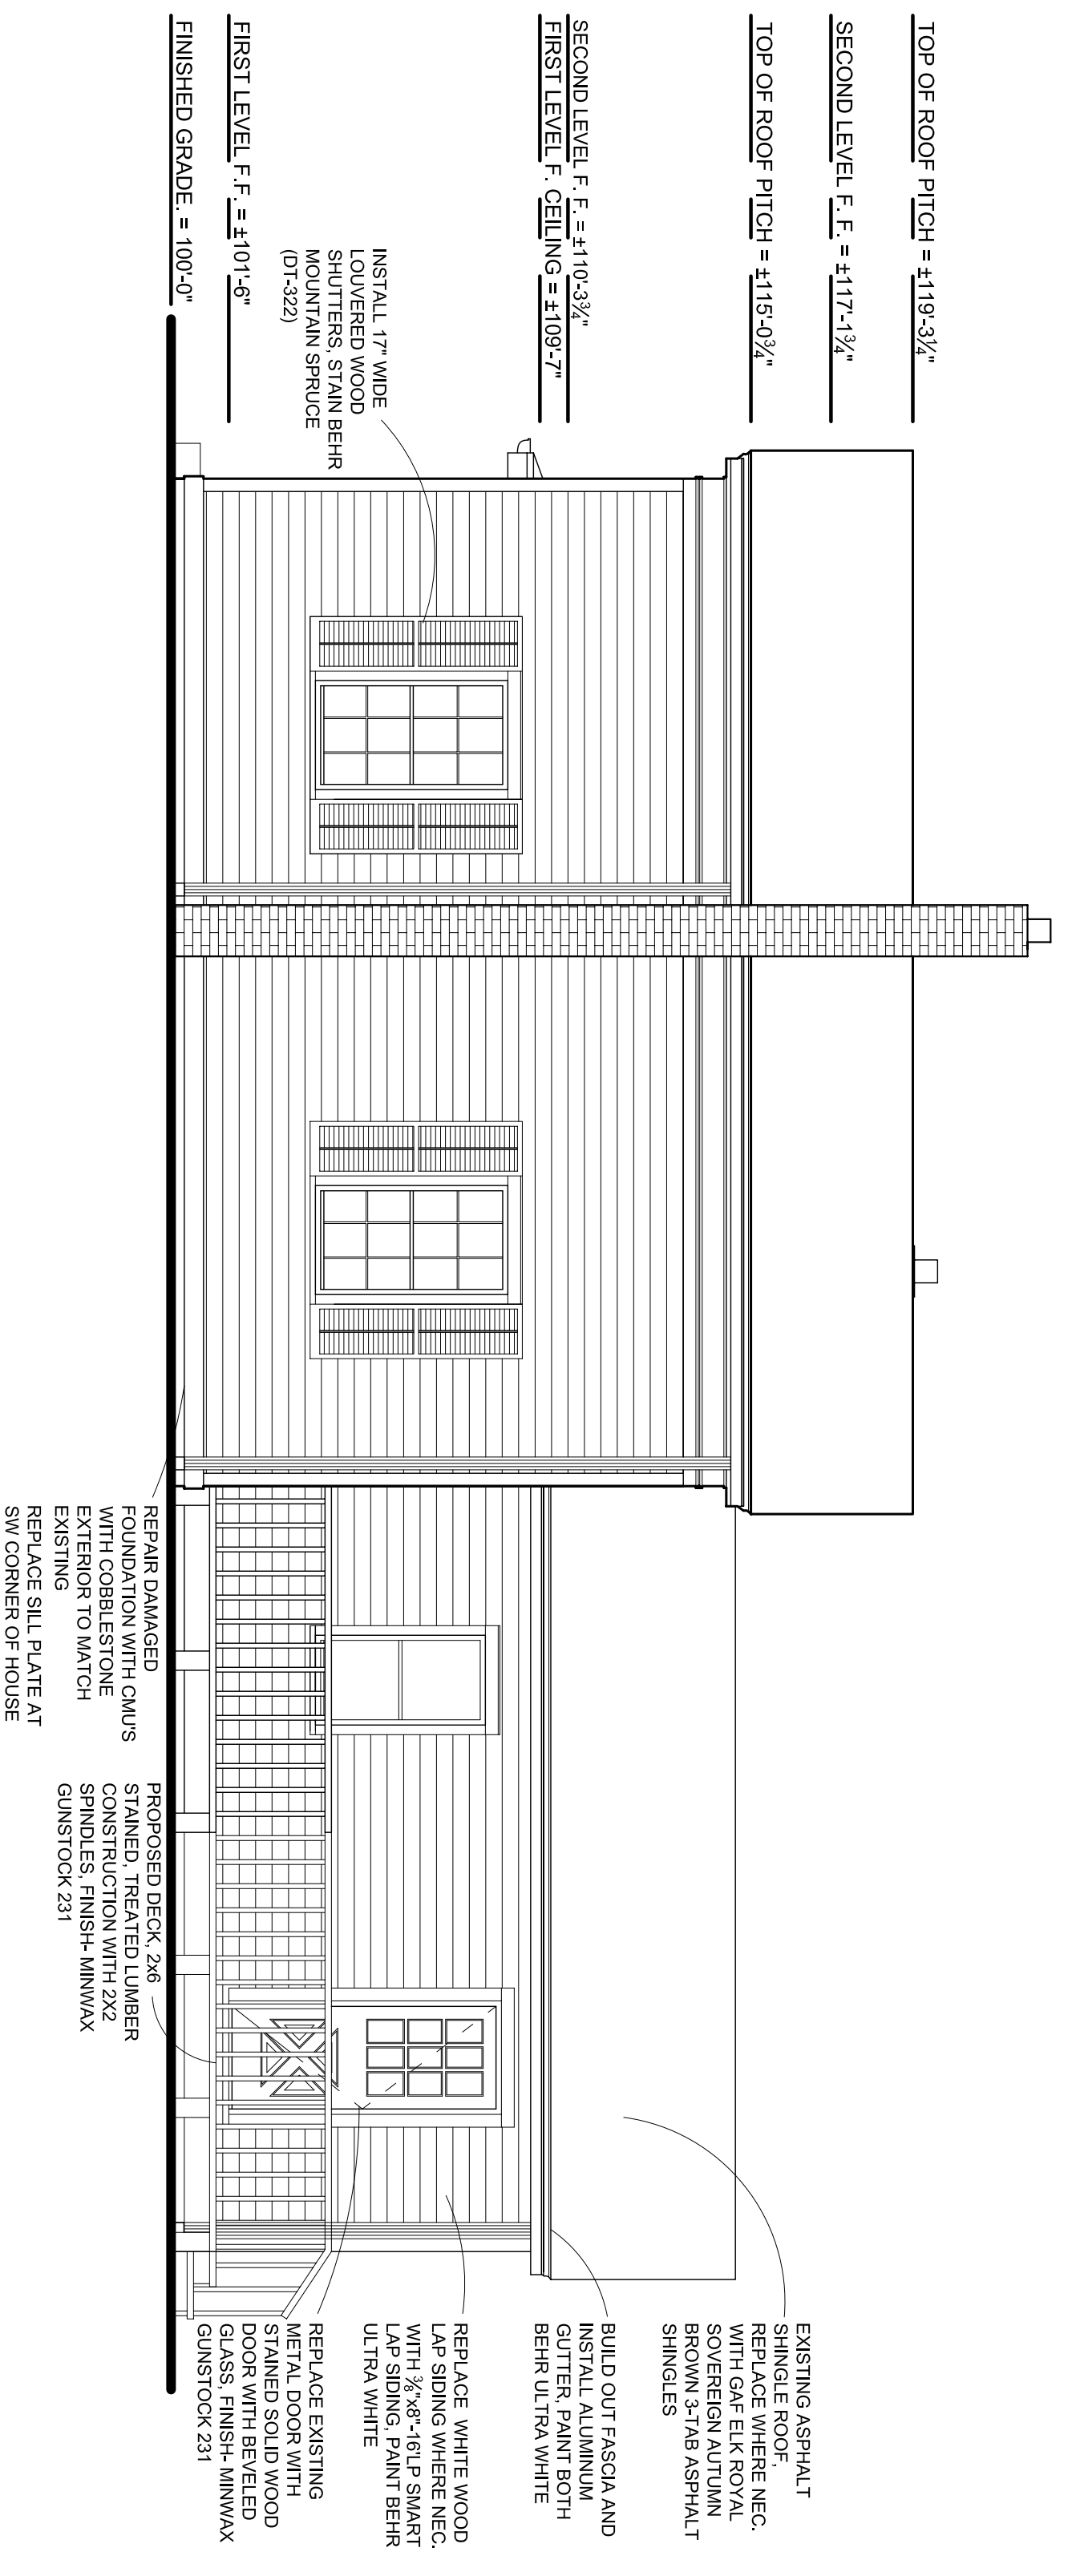 TOP OF ROOF PITCH = ±119'-3¼"
SECOND LEVEL F. F. = ±117'-1¾"
TOP OF ROOF PITCH = ±115'-0¾"
SECOND LEVEL F. F. = ±110'-3¾"
FIRST LEVEL F. CEILING = ±109'-7"
FIRST LEVEL F.F. = ±101'-6"
FINISHED GRADE. = 100'-0"
INSTALL 17" WIDE
LOUVERED WOOD
SHUTTERS, STAIN BEHR
MOUNTAIN SPRUCE
(DT-322)
REPAIR DAMAGED
FOUNDATION WITH CMU'S
WITH COBBLESTONE
EXTERIOR TO MATCH
EXISTING
REPLACE SILL PLATE AT
SW CORNER OF HOUSE
PROPOSED DECK, 2x6
STAINED, TREATED LUMBER
CONSTRUCTION WITH 2X2
SPINDLES, FINISH- MINWAX
GUNSTOCK 231
EXISTING ASPHALT
SHINGLE ROOF,
REPLACE WHERE NEC.
WITH GAF ELK ROYAL
SOVEREIGN AUTUMN
BROWN 3-TAB ASPHALT
SHINGLES
BUILD OUT FASCIA AND
INSTALL ALUMINUM
GUTTER, PAINT BOTH
BEHR ULTRA WHITE
REPLACE WHITE WOOD
LAP SIDING WHERE NEC.
WITH ⅜"x8"-16'LP SMART
LAP SIDING, PAINT BEHR
ULTRA WHITE
REPLACE EXISTING
METAL DOOR WITH
STAINED SOLID WOOD
DOOR WITH BEVELED
GLASS, FINISH- MINWAX
GUNSTOCK 231